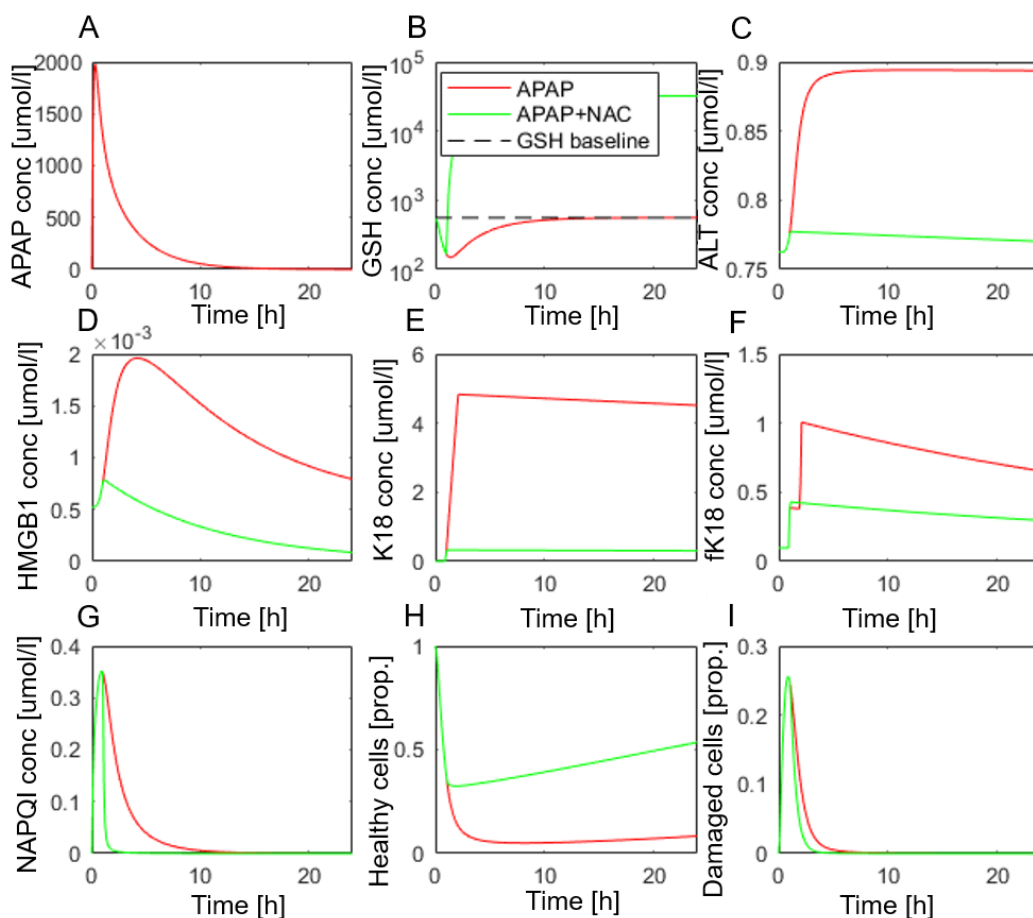 A
APAP conc [umol/l]
2000
1500
1000
500
0
0 10 20
Time [h]
B
GSH conc [umol/l]
10^5
10^4
10^3
10^2
APAP
APAP+NAC
GSH baseline
0 10 20
Time [h]
C
ALT conc [umol/l]
0.9
0.85
0.8
0.75
0 10 20
Time [h]
D
HMGB1 conc [umol/l]
× 10^-3
2
1.5
1
0.5
0
0 10 20
Time [h]
E
K18 conc [umol/l]
6
4
2
0
0 10 20
Time [h]
F
fK18 conc [umol/l]
1.5
1
0.5
0
0 10 20
Time [h]
G
NAPQI conc [umol/l]
0.4
0.3
0.2
0.1
0
0 10 20
Time [h]
H
Healthy cells [prop.]
1
0.5
0
0 10 20
Time [h]
I
Damaged cells [prop.]
0.3
0.2
0.1
0
0 10 20
Time [h]